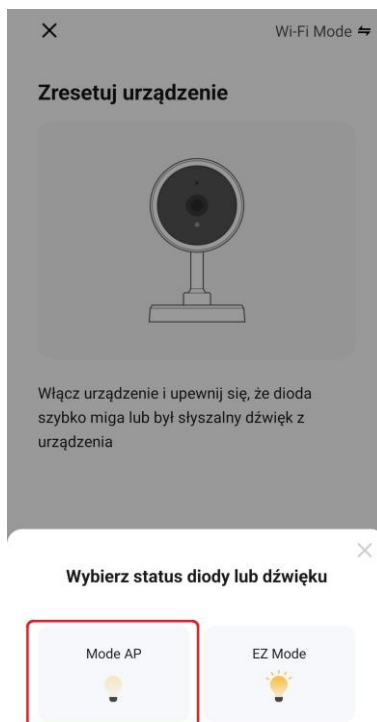 Wi-Fi Mode ⇋
Zresetuj urządzenie
Włącz urządzenie i upewnij się, że dioda
szybko miga lub był słyszalny dźwięk z
urządzenia
Wybierz status diody lub dźwięku
Mode AP
EZ Mode